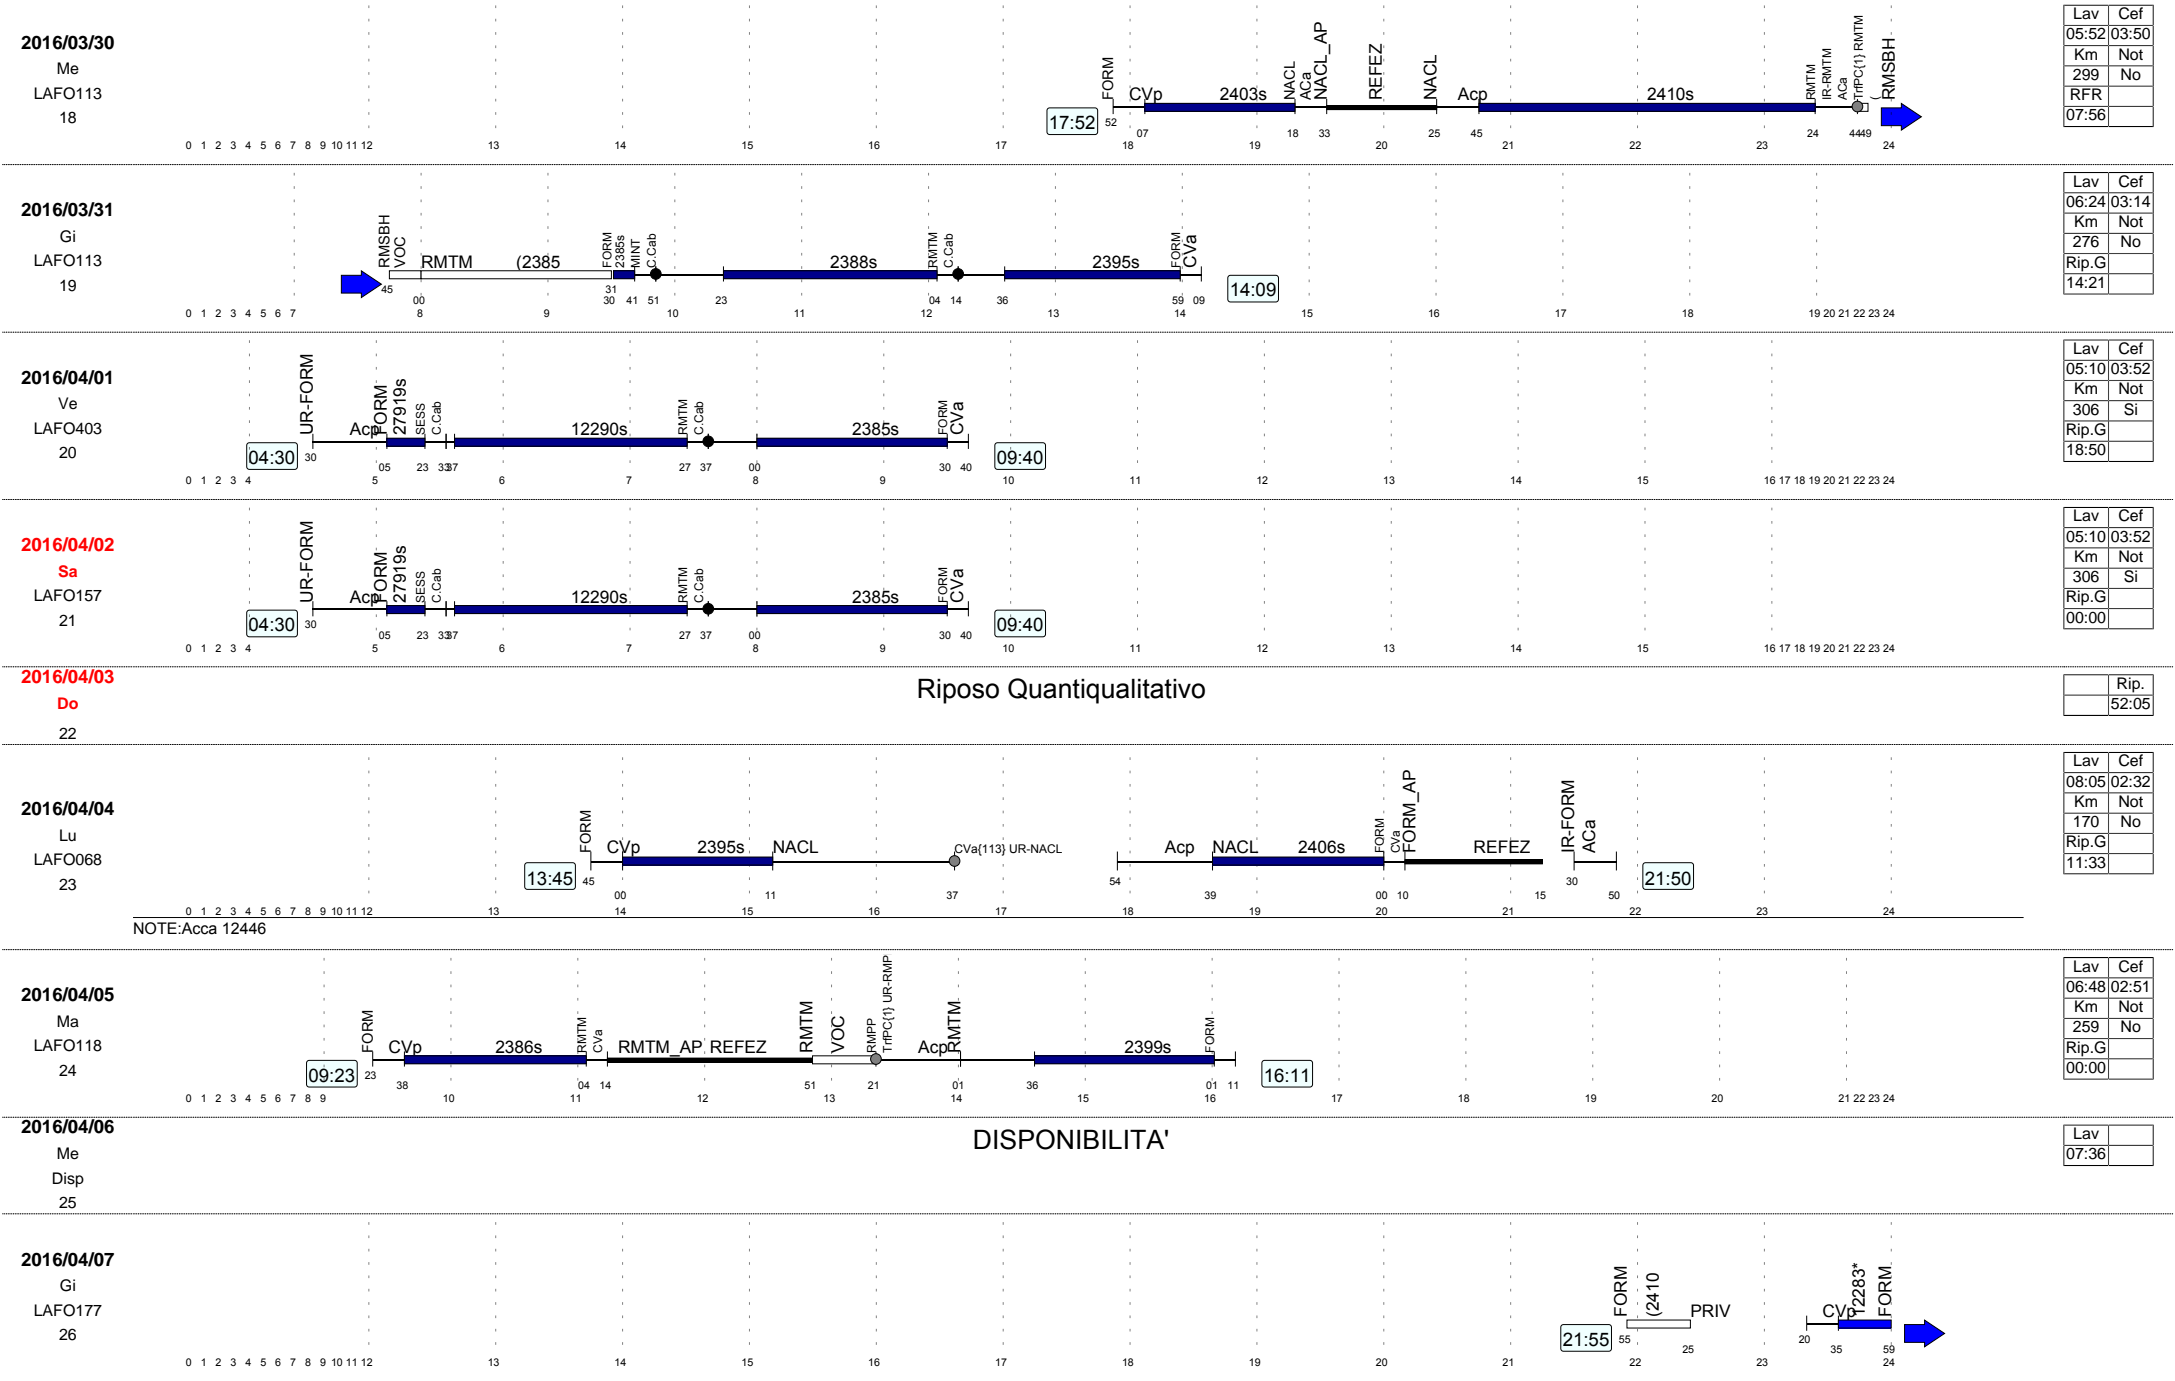 2016/03/30
Me
LAFO113
18
17:52
FORM
CVp
2403s
NACL
ACa
NACL_AP
REFEZ
NACL
Acp
2410s
RMTM
IR-RMTM
ACa
TrfPC{1} RMTM
(
RMSBH
52 07 18 33 25 45 24 4449
0 1 2 3 4 5 6 7 8 9 10 11 12 13 14 15 16 17 18 19 20 21 22 23 24
Lav Cef
05:52 03:50
Km Not
299 No
RFR
07:56
2016/03/31
Gi
LAFO113
19
RMSBH
VOC
RMTM
(2385
FORM
2385s
MINT
C.Cab
2388s
RMTM
C.Cab
2395s
FORM
CVa
14:09
45 00 31 30 41 51 23 04 14 36 59 09
0 1 2 3 4 5 6 7 8 9 10 11 12 13 14 15 16 17 18 19 20 21 22 23 24
Lav Cef
06:24 03:14
Km Not
276 No
Rip.G
14:21
2016/04/01
Ve
LAFO403
20
04:30
UR-FORM
Acp
FORM
27919s
SESS
C.Cab
12290s
RMTM
C.Cab
2385s
FORM
CVa
09:40
30 05 23 3337 27 37 00 30 40
0 1 2 3 4 5 6 7 8 9 10 11 12 13 14 15 16 17 18 19 20 21 22 23 24
Lav Cef
05:10 03:52
Km Not
306 Si
Rip.G
18:50
2016/04/02
Sa
LAFO157
21
04:30
UR-FORM
Acp
FORM
27919s
SESS
C.Cab
12290s
RMTM
C.Cab
2385s
FORM
CVa
09:40
30 05 23 3337 27 37 00 30 40
0 1 2 3 4 5 6 7 8 9 10 11 12 13 14 15 16 17 18 19 20 21 22 23 24
Lav Cef
05:10 03:52
Km Not
306 Si
Rip.G
00:00
2016/04/03
Do
22
Riposo Quantiqualitativo
Rip.
52:05
2016/04/04
Lu
LAFO068
23
13:45
FORM
CVp
2395s
NACL
CVa{113} UR-NACL
Acp
NACL
2406s
FORM
CVa
FORM_AP
REFEZ
IR-FORM
ACa
21:50
45 00 11 37 54 39 00 10 15 30 50
0 1 2 3 4 5 6 7 8 9 10 11 12 13 14 15 16 17 18 19 20 21 22 23 24
NOTE:Acca 12446
Lav Cef
08:05 02:32
Km Not
170 No
Rip.G
11:33
2016/04/05
Ma
LAFO118
24
09:23
FORM
CVp
2386s
RMTM
CVa
RMTM_AP
REFEZ
RMTM
VOC
RMPP
TrfPC{1} UR-RMP
Acp
RMTM
2399s
FORM
16:11
23 38 04 14 51 21 01 36 01 11
0 1 2 3 4 5 6 7 8 9 10 11 12 13 14 15 16 17 18 19 20 21 22 23 24
Lav Cef
06:48 02:51
Km Not
259 No
Rip.G
00:00
2016/04/06
Me
Disp
25
DISPONIBILITA'
Lav
07:36
2016/04/07
Gi
LAFO177
26
21:55
FORM
(2410
PRIV
CVp
12283*
FORM
55 25 20 35 59
0 1 2 3 4 5 6 7 8 9 10 11 12 13 14 15 16 17 18 19 20 21 22 23 24